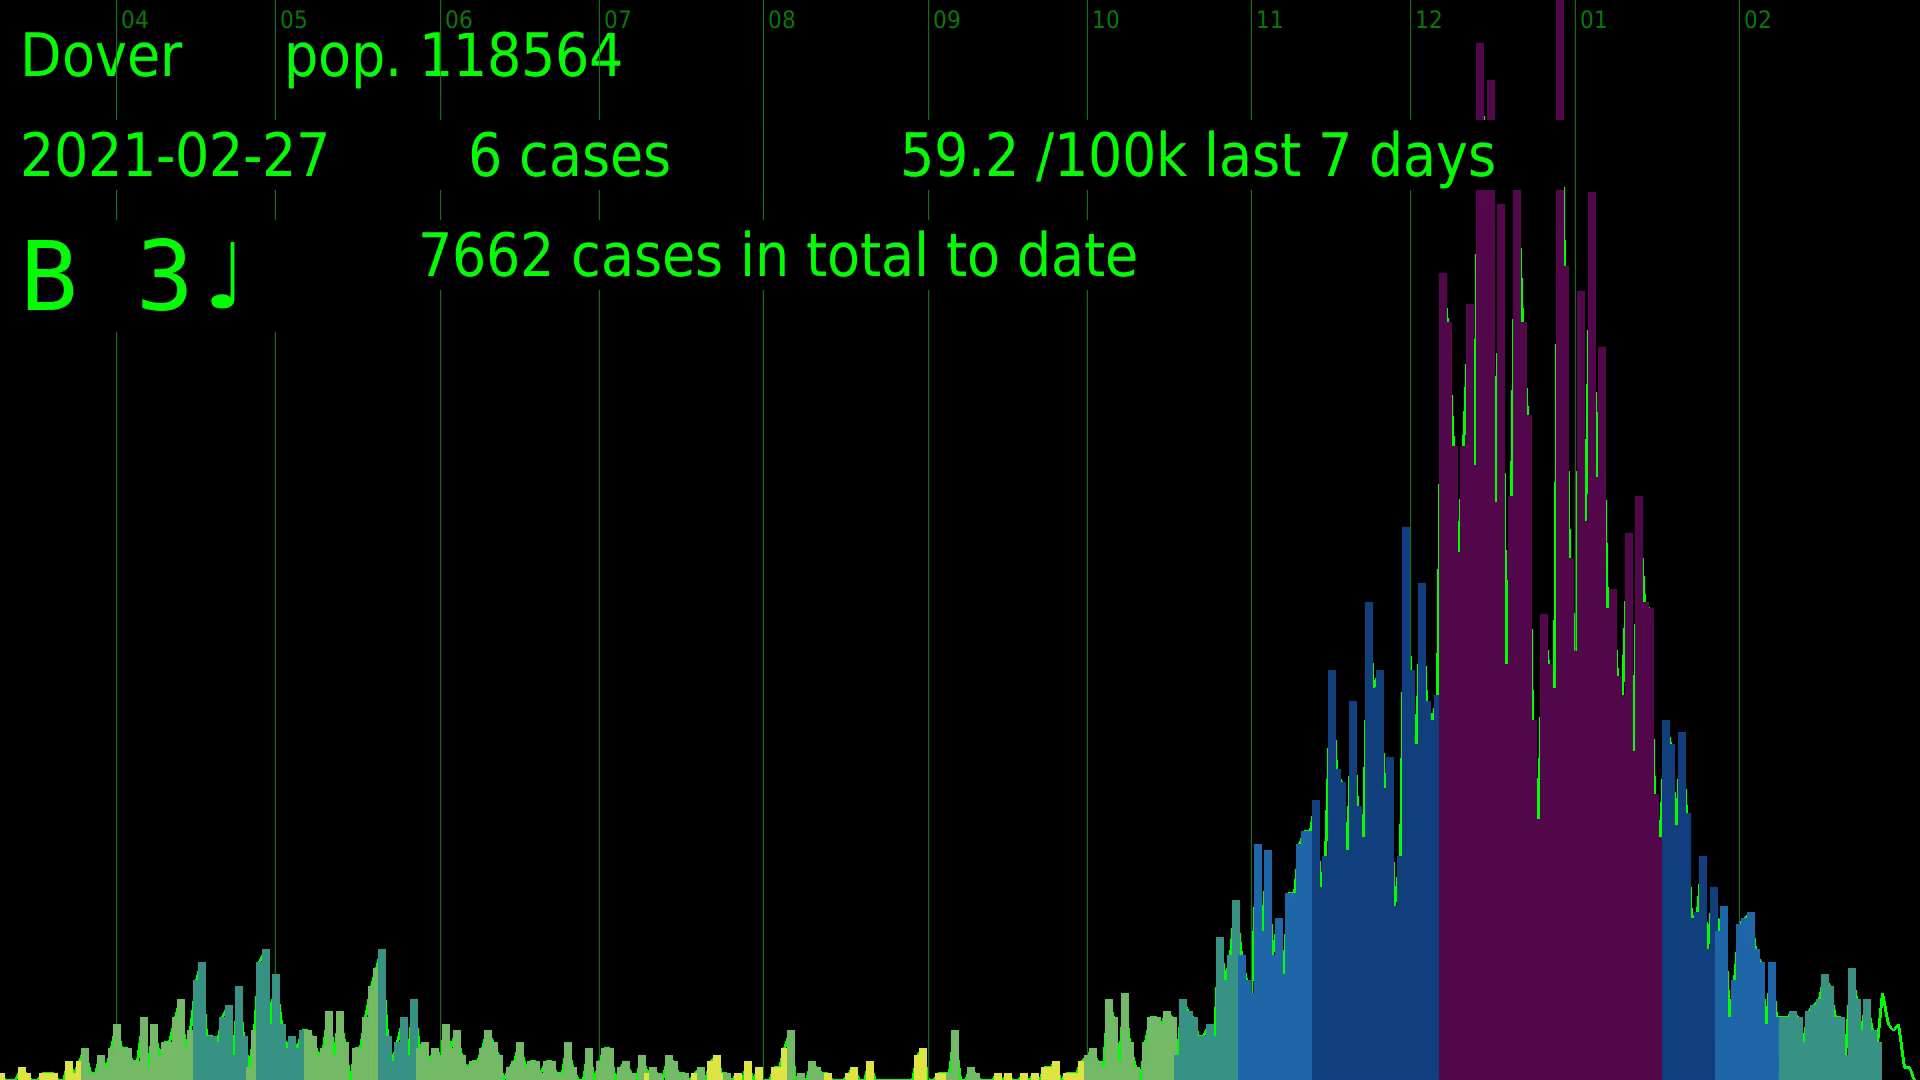 04 05 06 07 08 09 10 11 12 01 02
Dover pop. 118564
2021-02-27 6 cases 59.2 /100k last 7 days
B 3♩ 7662 cases in total to date